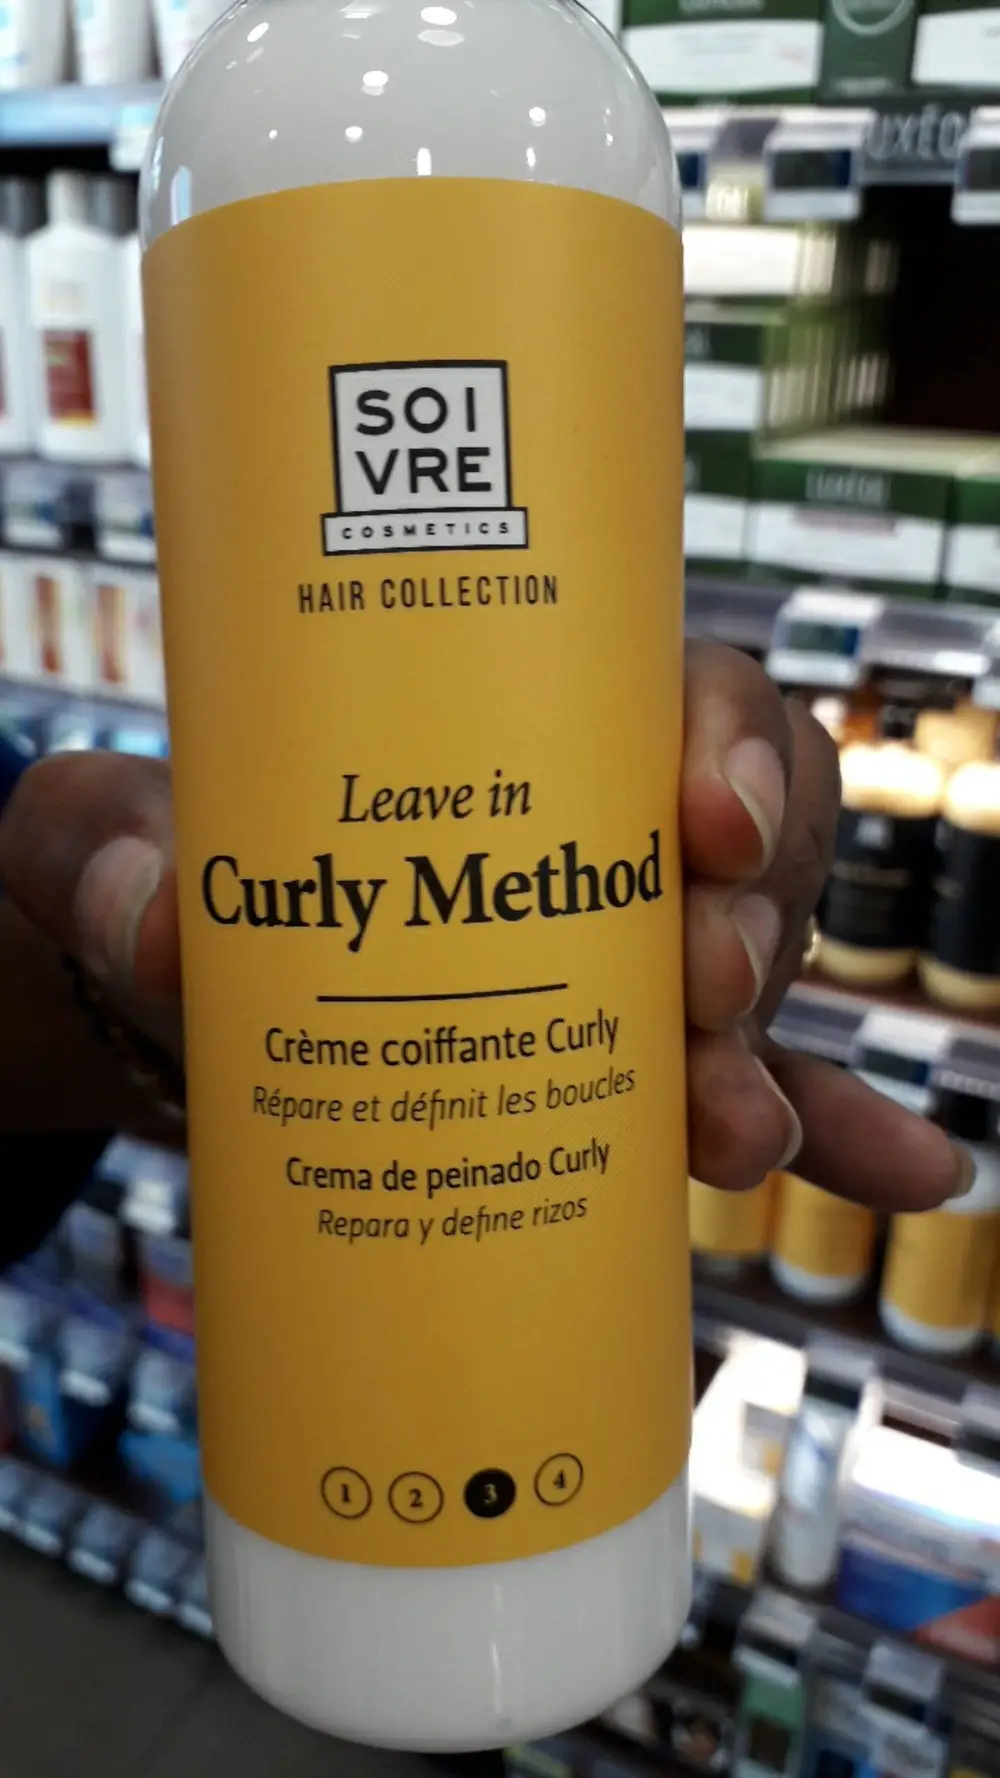 SOI
VRE
COSMETICS
HAIR COLLECTION
Leave in
Curly Method
Crème coiffante Curly
Répare et définit les boucles
Crema de peinado Curly
Repara y define rizos
1 2 3 4
LUXÉOL